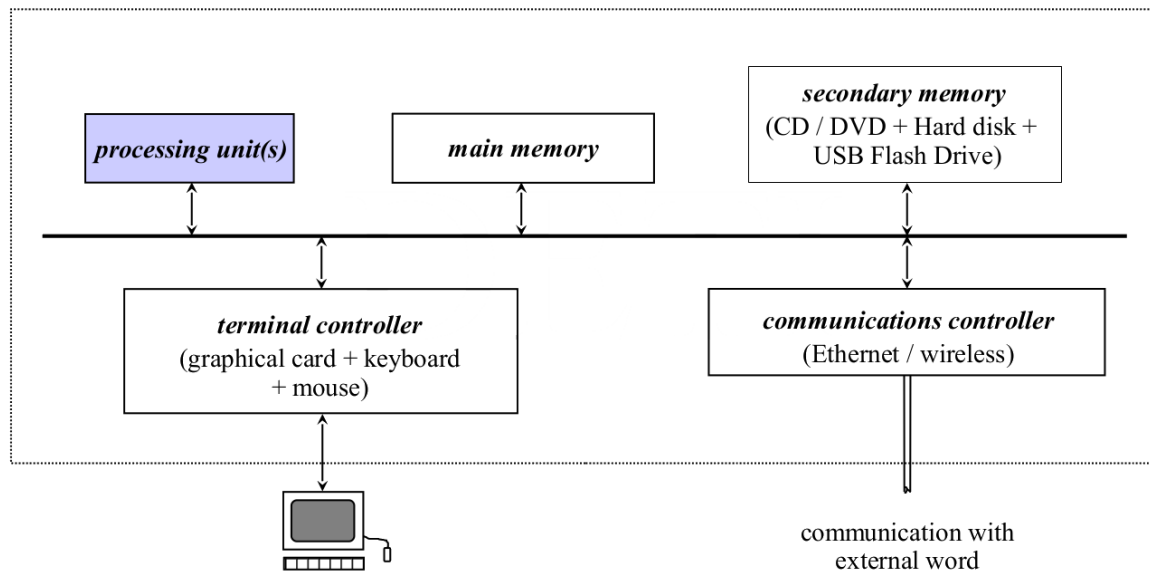 processing unit(s)
main memory
secondary memory
(CD / DVD + Hard disk +
USB Flash Drive)
terminal controller
(graphical card + keyboard
+ mouse)
communications controller
(Ethernet / wireless)
communication with
external word